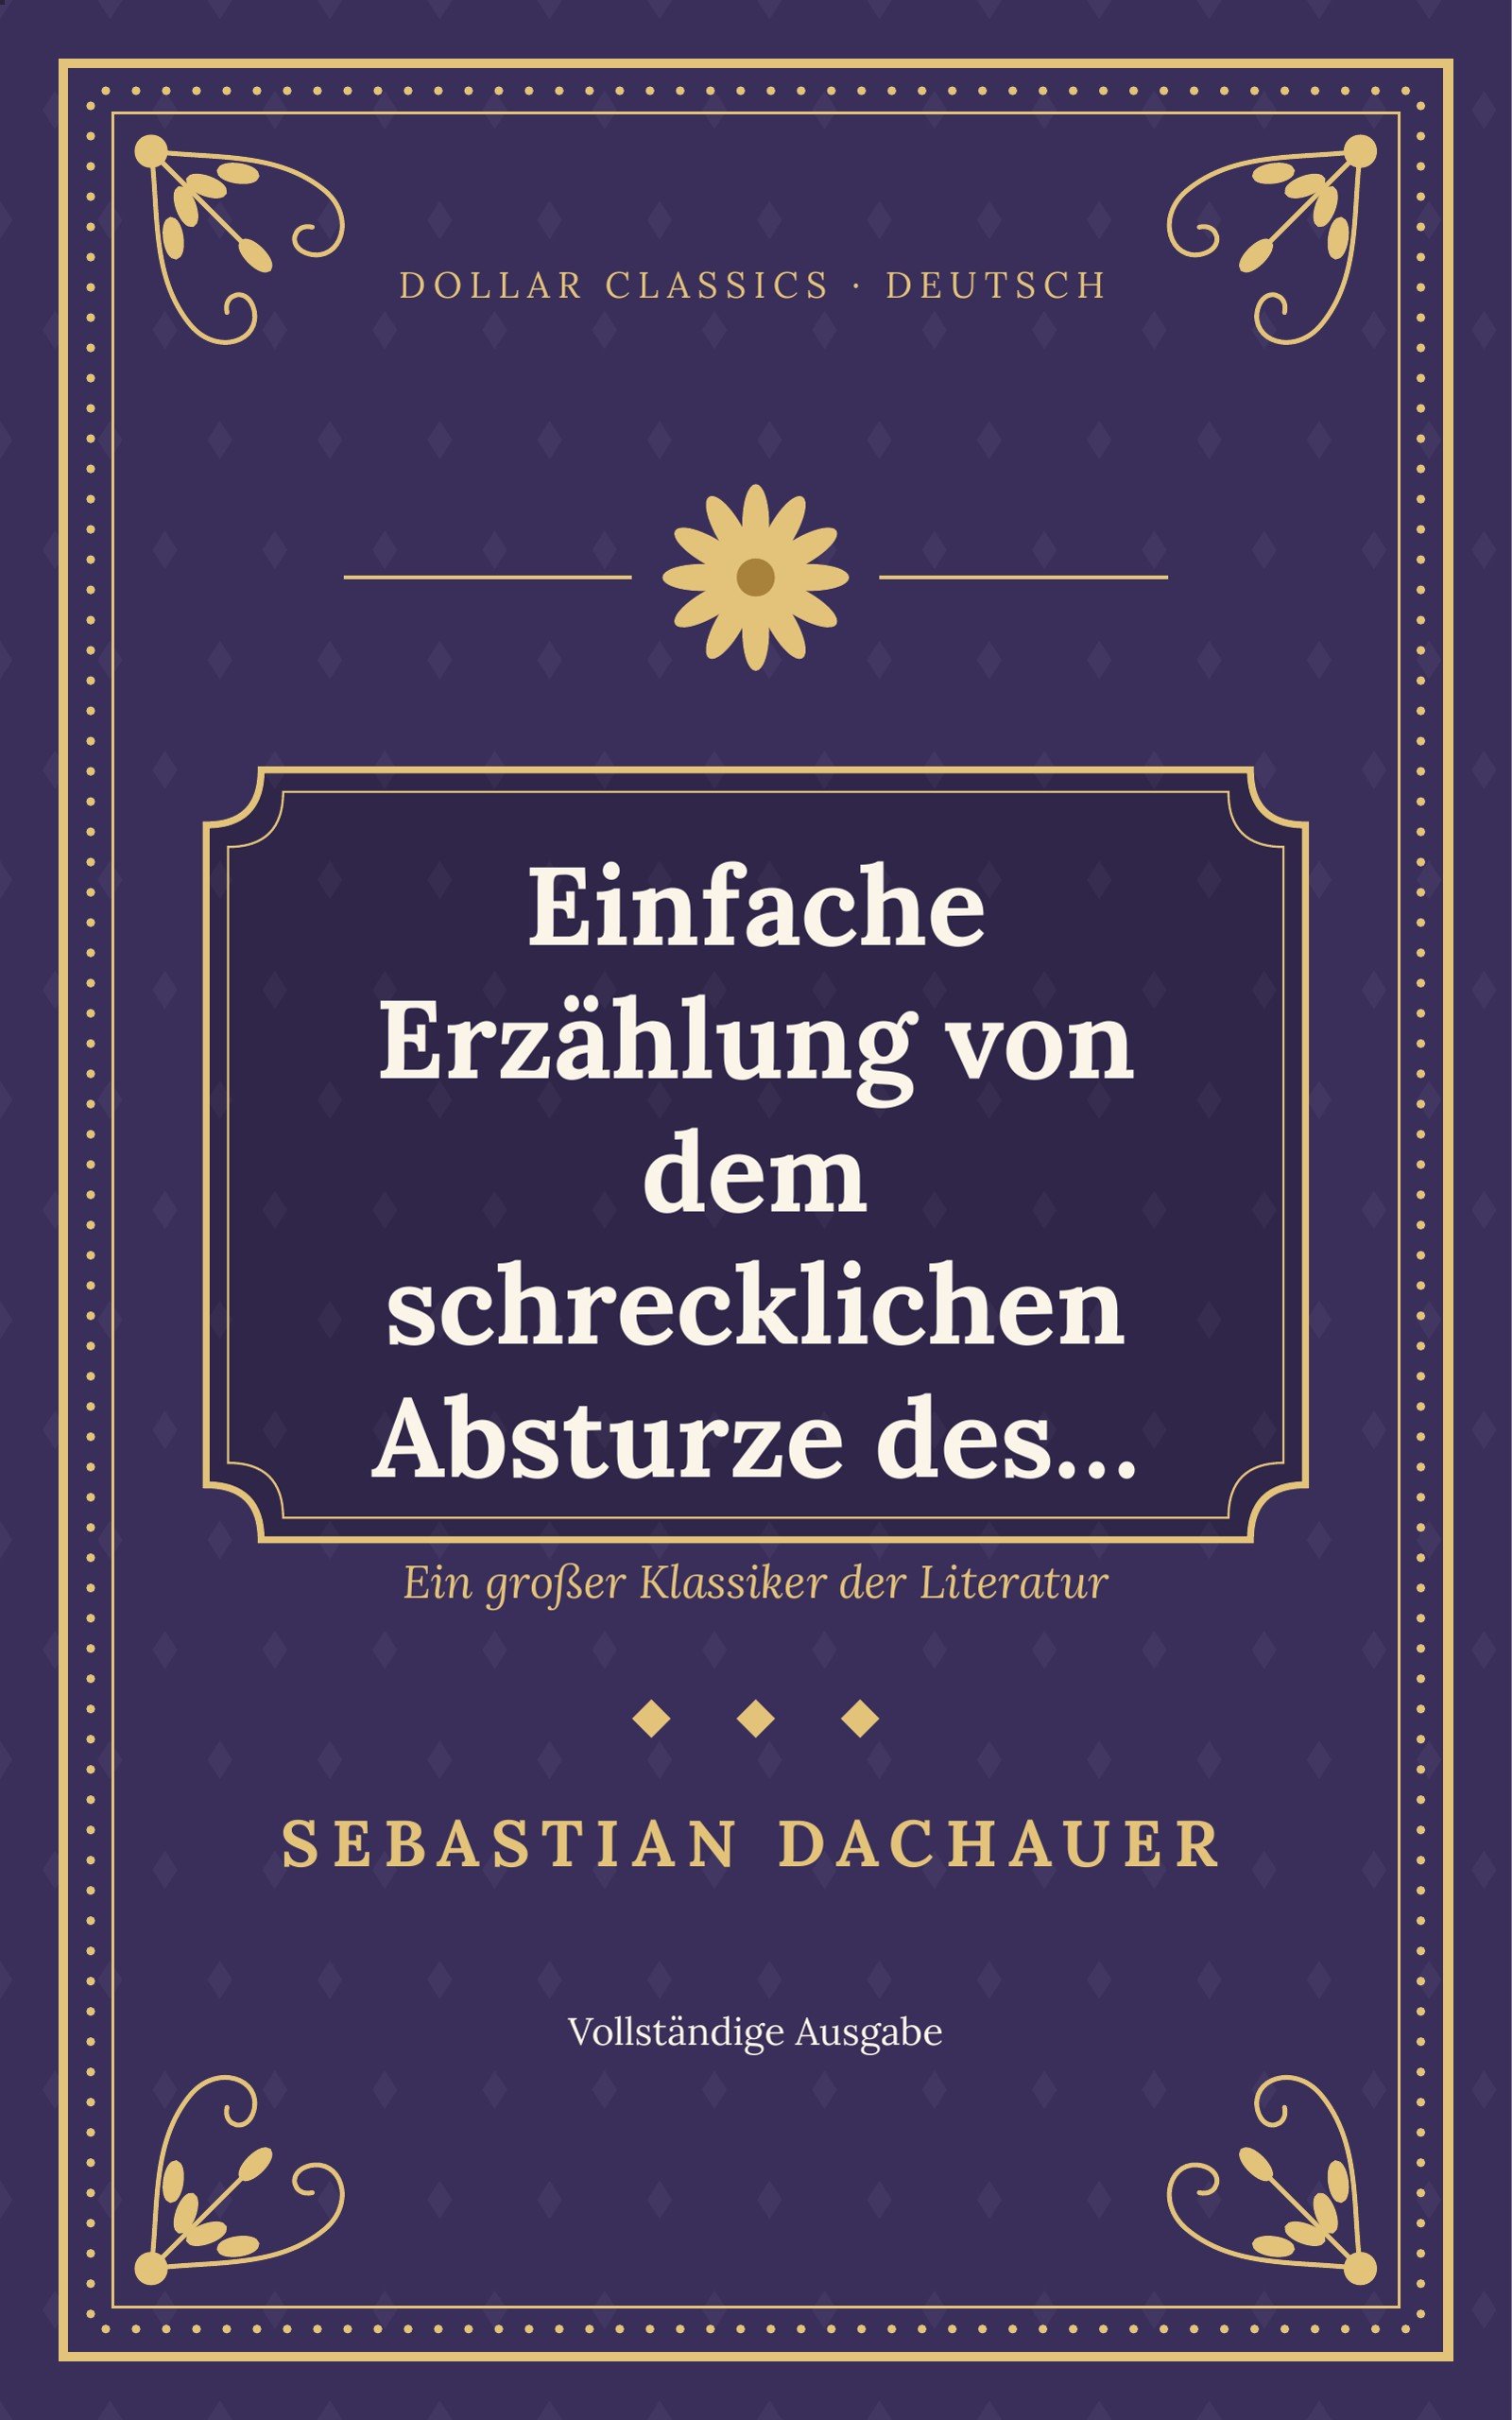 DOLLAR CLASSICS · DEUTSCH
Einfache
Erzählung von
dem
schrecklichen
Absturze des...
Ein großer Klassiker der Literatur
SEBASTIAN DACHAUER
Vollständige Ausgabe